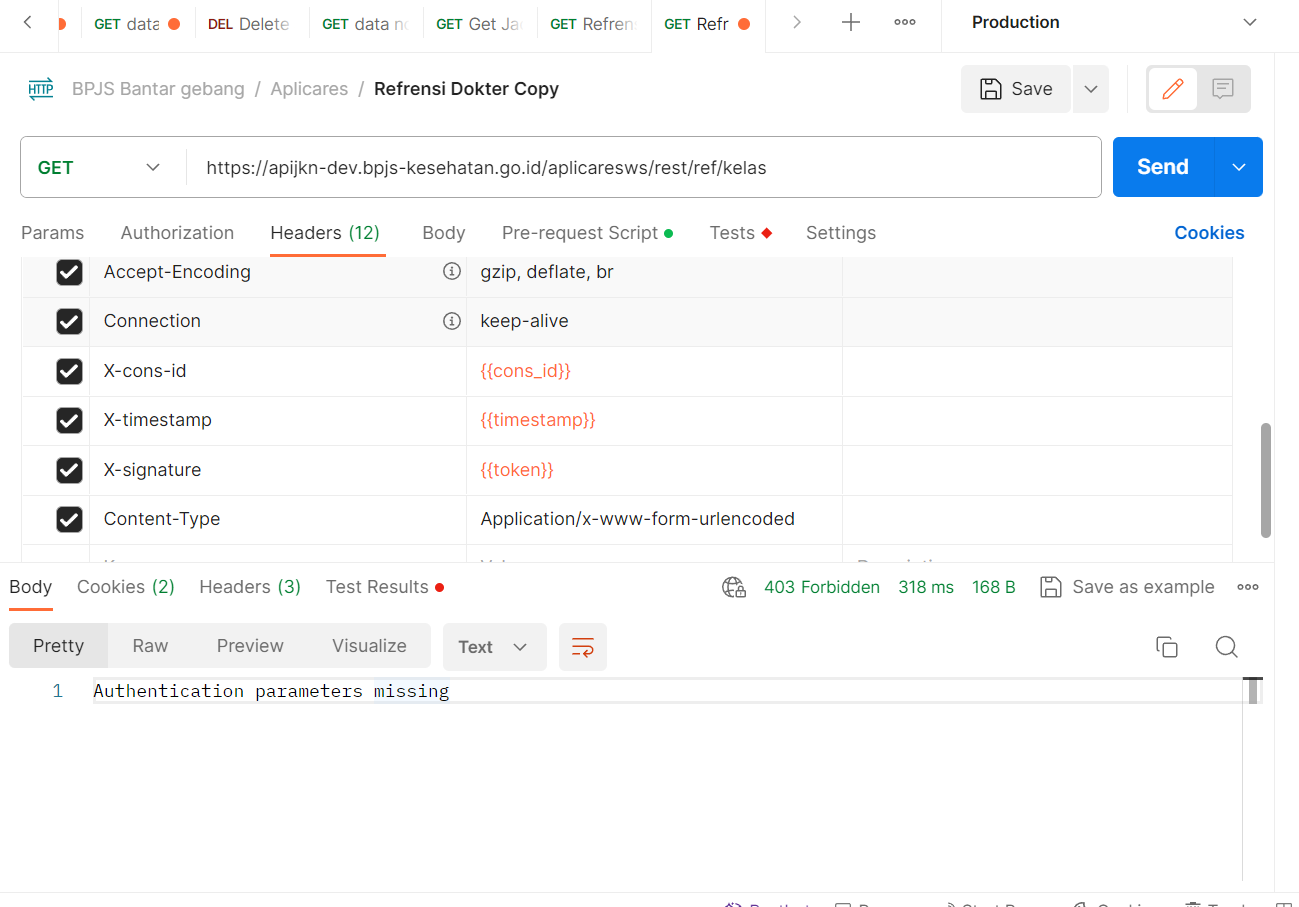 GET data DEL Delete GET data no GET Get Ja GET Refren GET Refr Production
BPJS Bantar gebang / Aplicares / Refrensi Dokter Copy Save
HTTP
GET https://apijkn-dev.bpjs-kesehatan.go.id/aplicaresws/rest/ref/kelas Send
Params Authorization Headers (12) Body Pre-request Script Tests Settings Cookies
Accept-Encoding gzip, deflate, br
Connection keep-alive
X-cons-id {{cons_id}}
X-timestamp {{timestamp}}
X-signature {{token}}
Content-Type Application/x-www-form-urlencoded
Body Cookies (2) Headers (3) Test Results 403 Forbidden 318 ms 168 B Save as example
Pretty Raw Preview Visualize Text
1 Authentication parameters missing